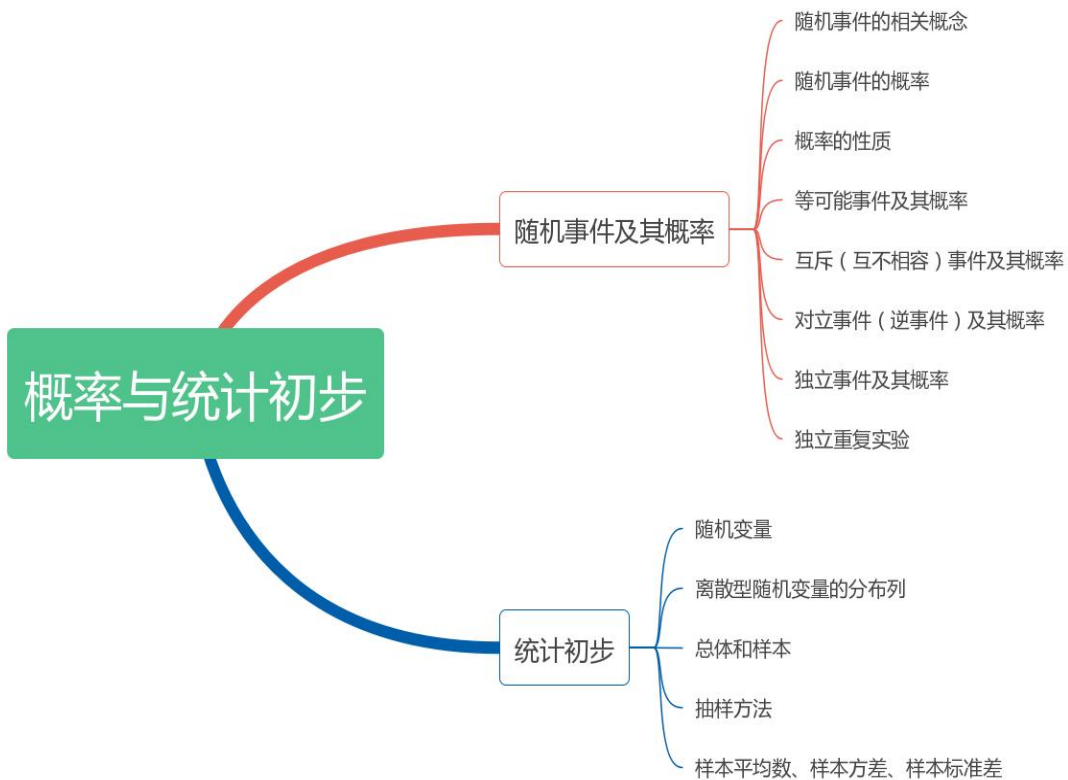 概率与统计初步
随机事件及其概率
随机事件的相关概念
随机事件的概率
概率的性质
等可能事件及其概率
互斥（互不相容）事件及其概率
对立事件（逆事件）及其概率
独立事件及其概率
独立重复实验
统计初步
随机变量
离散型随机变量的分布列
总体和样本
抽样方法
样本平均数、样本方差、样本标准差